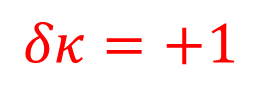 δκ = +1